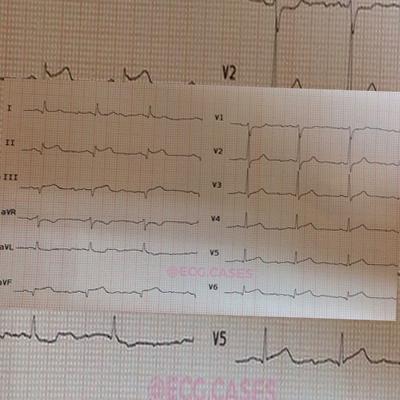 V2
I
V1
II
V2
III
V3
aVR
V4
aVL
V5
@ECG.CASES
aVF
V6
V5
@ECG.CASES